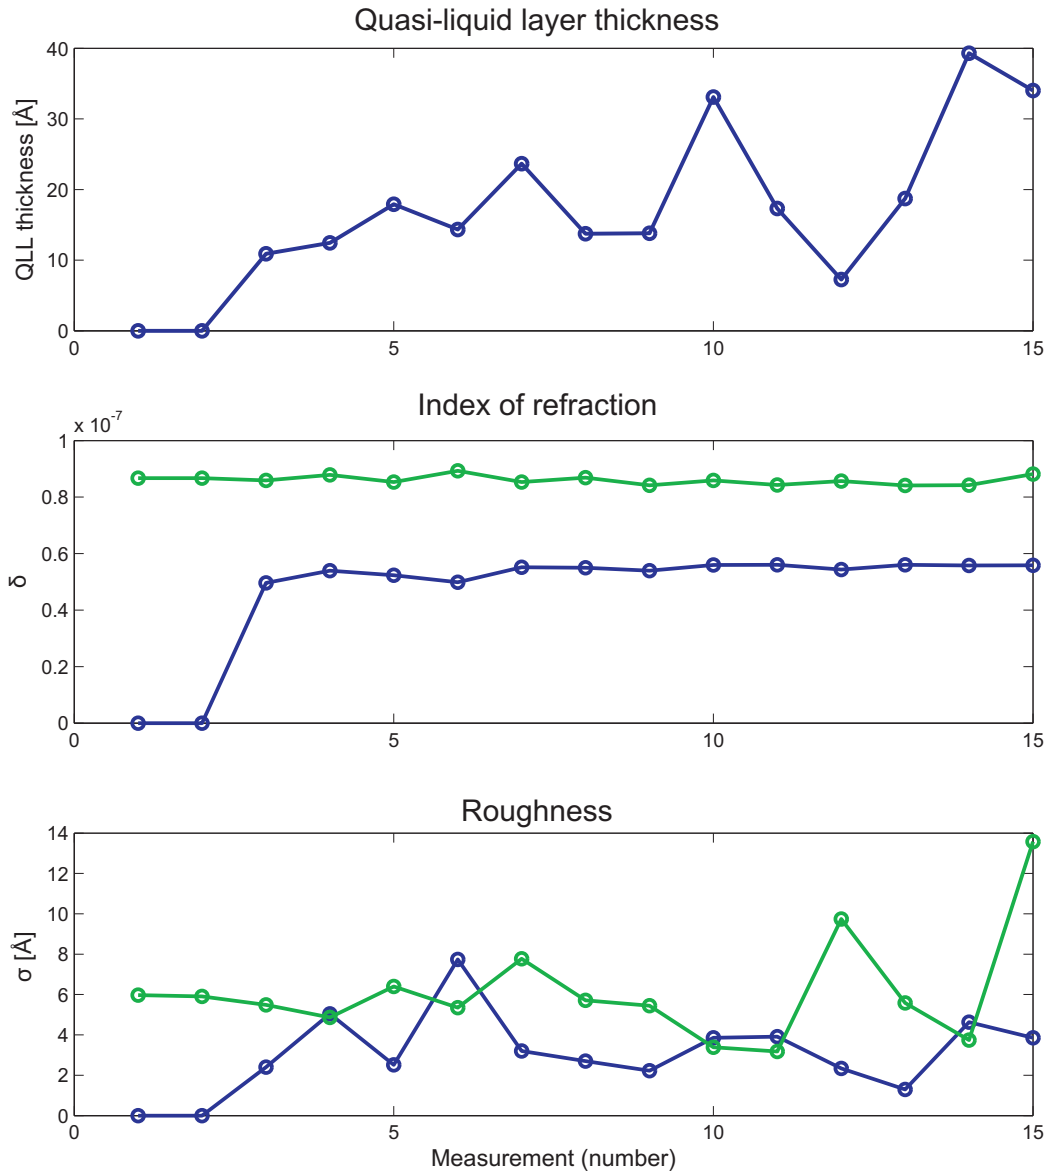 Quasi-liquid layer thickness
QLL thickness [Å]
40
30
20
10
0
0 5 10 15
Index of refraction
x 10-7
δ
1
0.8
0.6
0.4
0.2
0
0 5 10 15
Roughness
σ [Å]
14
12
10
8
6
4
2
0
0 5 10 15
Measurement (number)